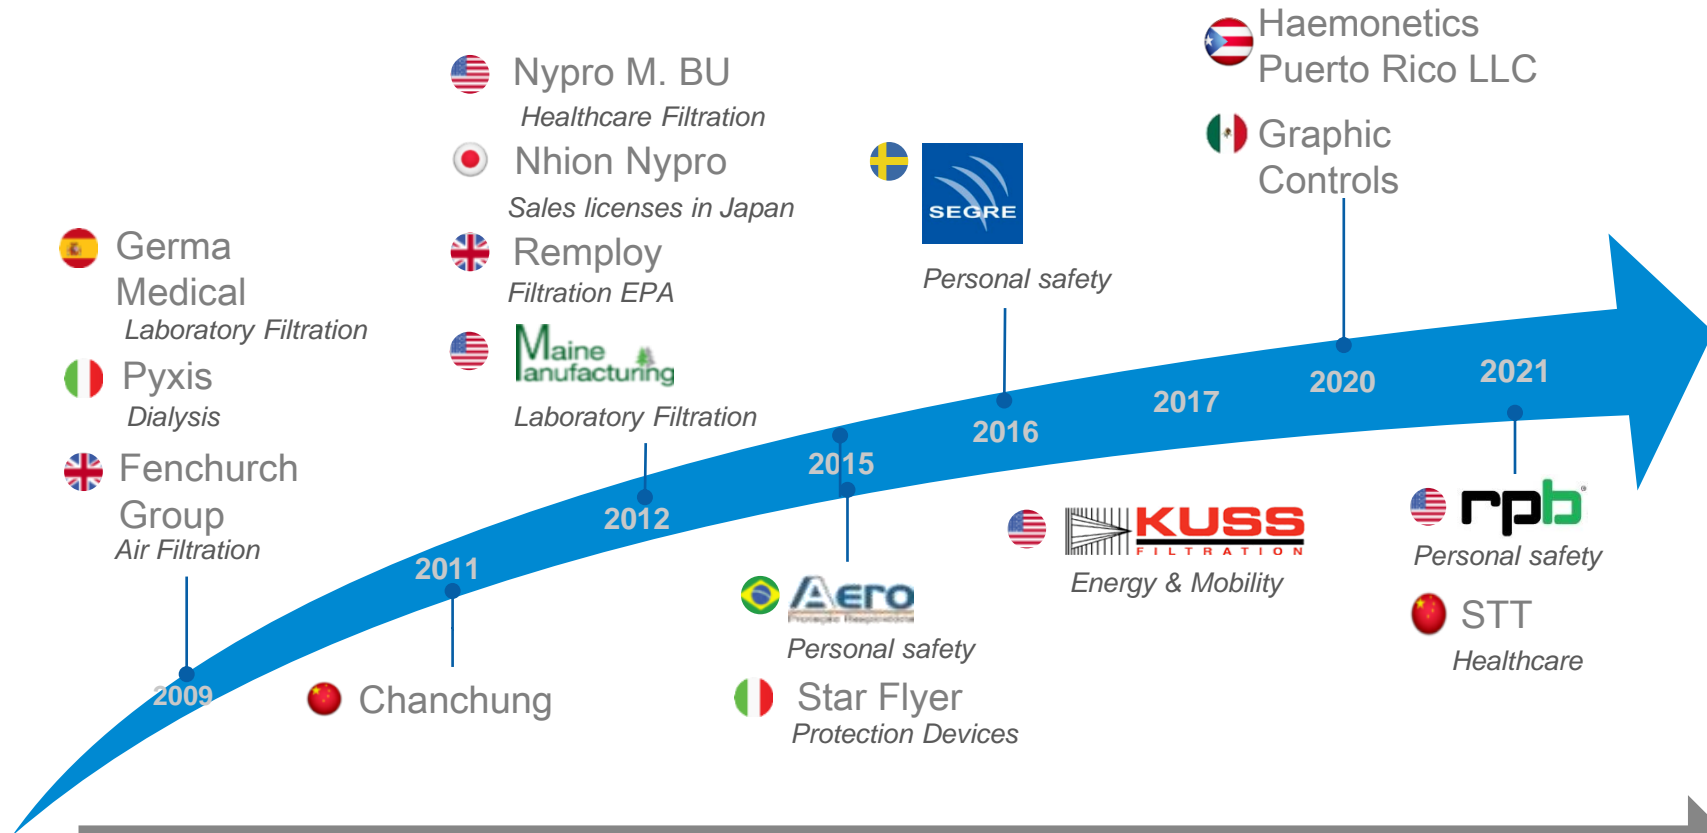 Germa
Medical
Laboratory Filtration
Pyxis
Dialysis
Fenchurch
Group
Air Filtration
2009
2011
Chanchung
Nypro M. BU
Healthcare Filtration
Nhion Nypro
Sales licenses in Japan
Remploy
Filtration EPA
Maine
Manufacturing
Laboratory Filtration
2012
2015
Aero
Proteção Respiratória
Personal safety
Star Flyer
Protection Devices
SEGRE
Personal safety
2016
2017
KUSS
FILTRATION
Energy & Mobility
Haemonetics
Puerto Rico LLC
Graphic
Controls
2020
2021
rpb®
Personal safety
STT
Healthcare